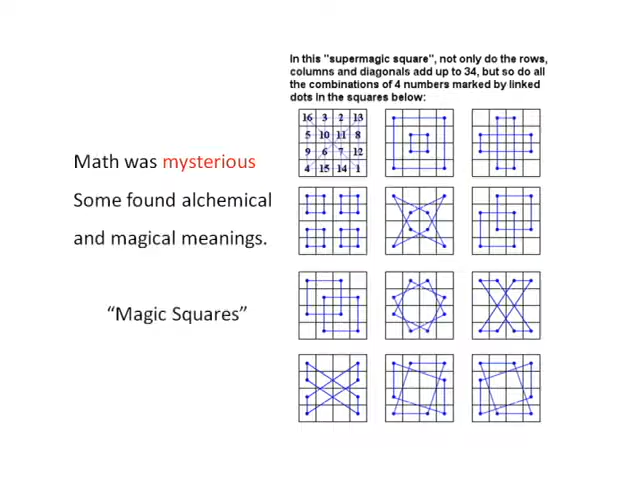 In this "supermagic square", not only do the rows,
columns and diagonals add up to 34, but so do all
the combinations of 4 numbers marked by linked
dots in the squares below:
16 3 2 13
5 10 11 8
9 6 7 12
4 15 14 1
Math was mysterious
Some found alchemical
and magical meanings.
“Magic Squares”